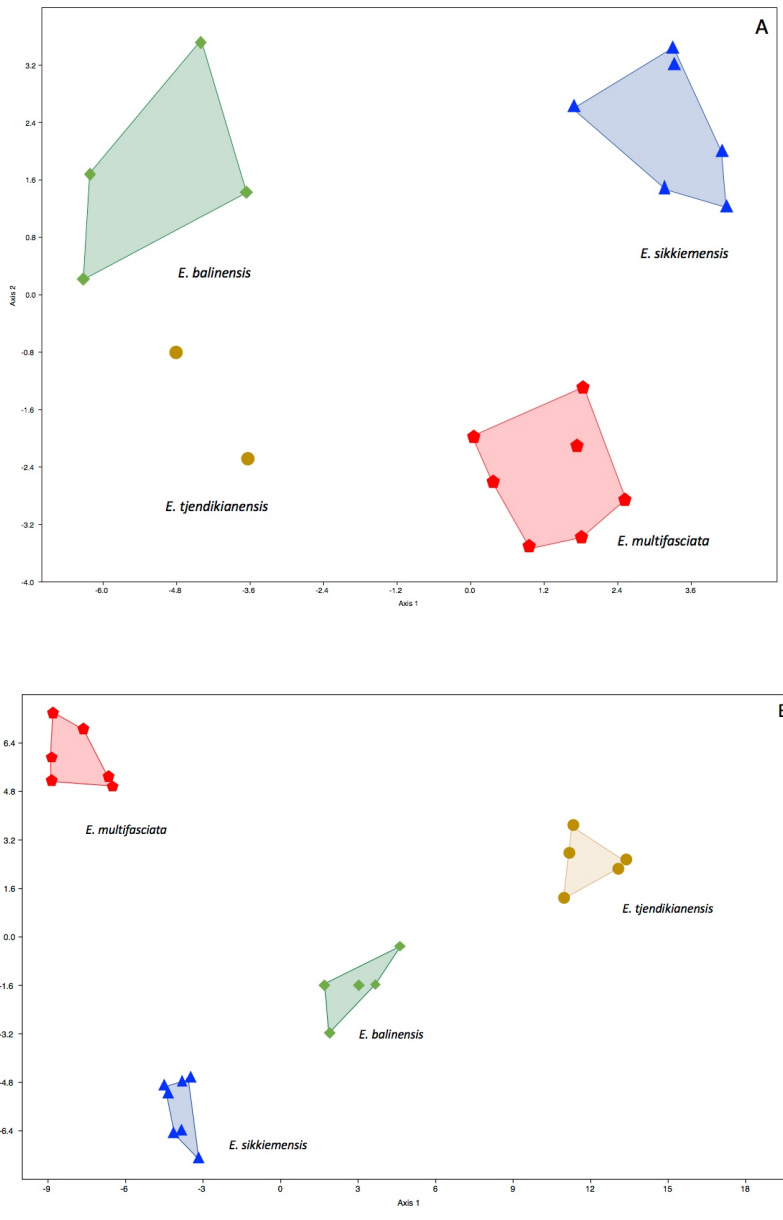 A
3.2
2.4
1.6
0.8
0.0
-0.8
-1.6
-2.4
-3.2
-4.0
Axis 2
E. balinensis
E. sikkiemensis
E. tjendikianensis
E. multifasciata
-6.0 -4.8 -3.6 -2.4 -1.2 0.0 1.2 2.4 3.6
Axis 1
6.4
4.8
3.2
1.6
0.0
-1.6
-3.2
-4.8
-6.4
E. multifasciata
E. tjendikianensis
E. balinensis
E. sikkiemensis
-9 -6 -3 0 3 6 9 12 15 18
Axis 1